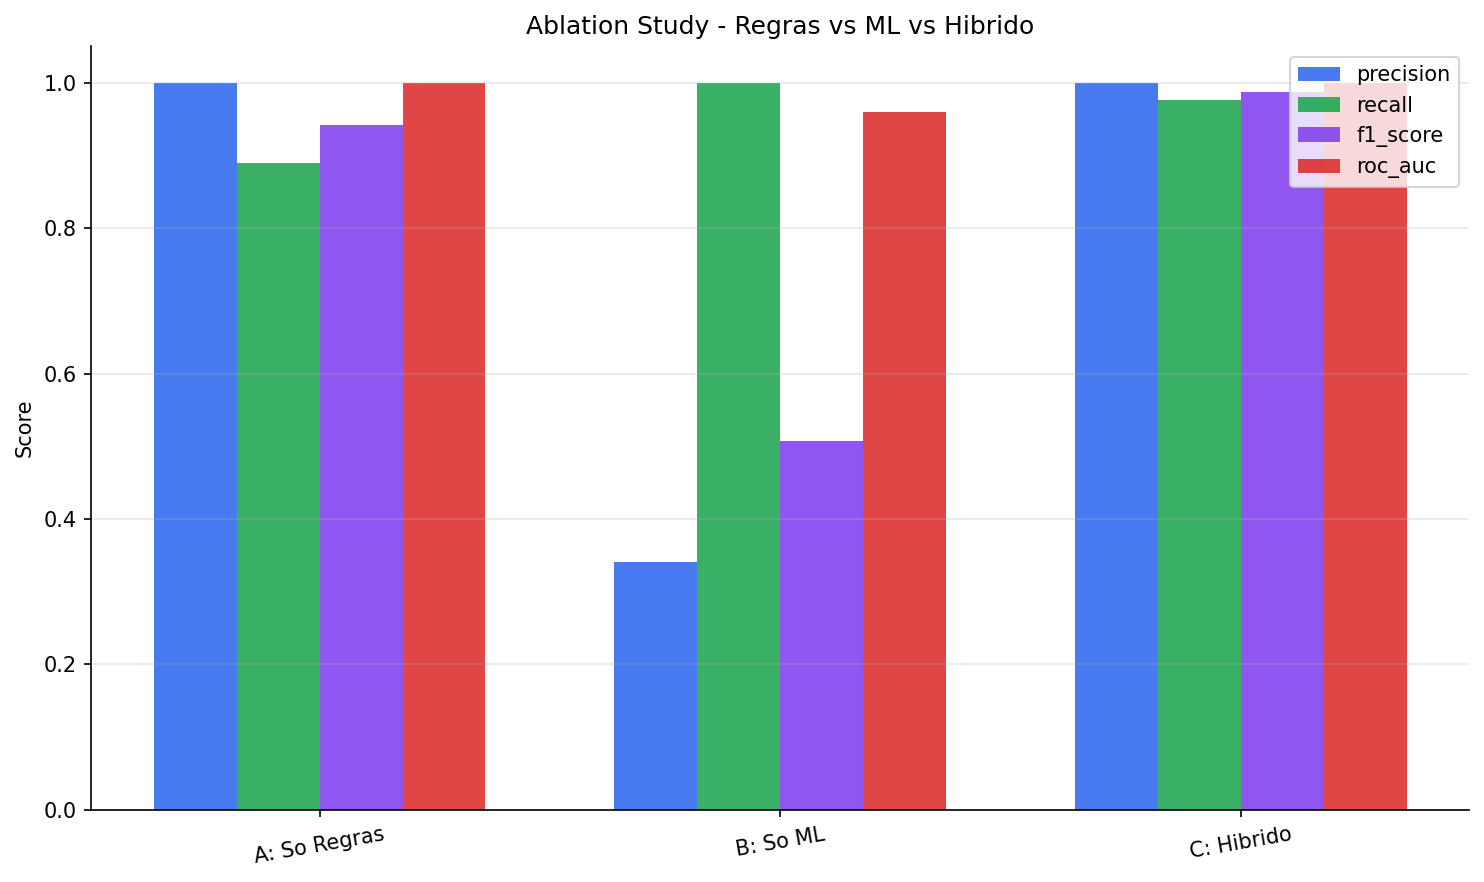 Ablation Study - Regras vs ML vs Hibrido
precision
recall
f1_score
roc_auc
Score
1.0
0.8
0.6
0.4
0.2
0.0
A: So Regras
B: So ML
C: Hibrido